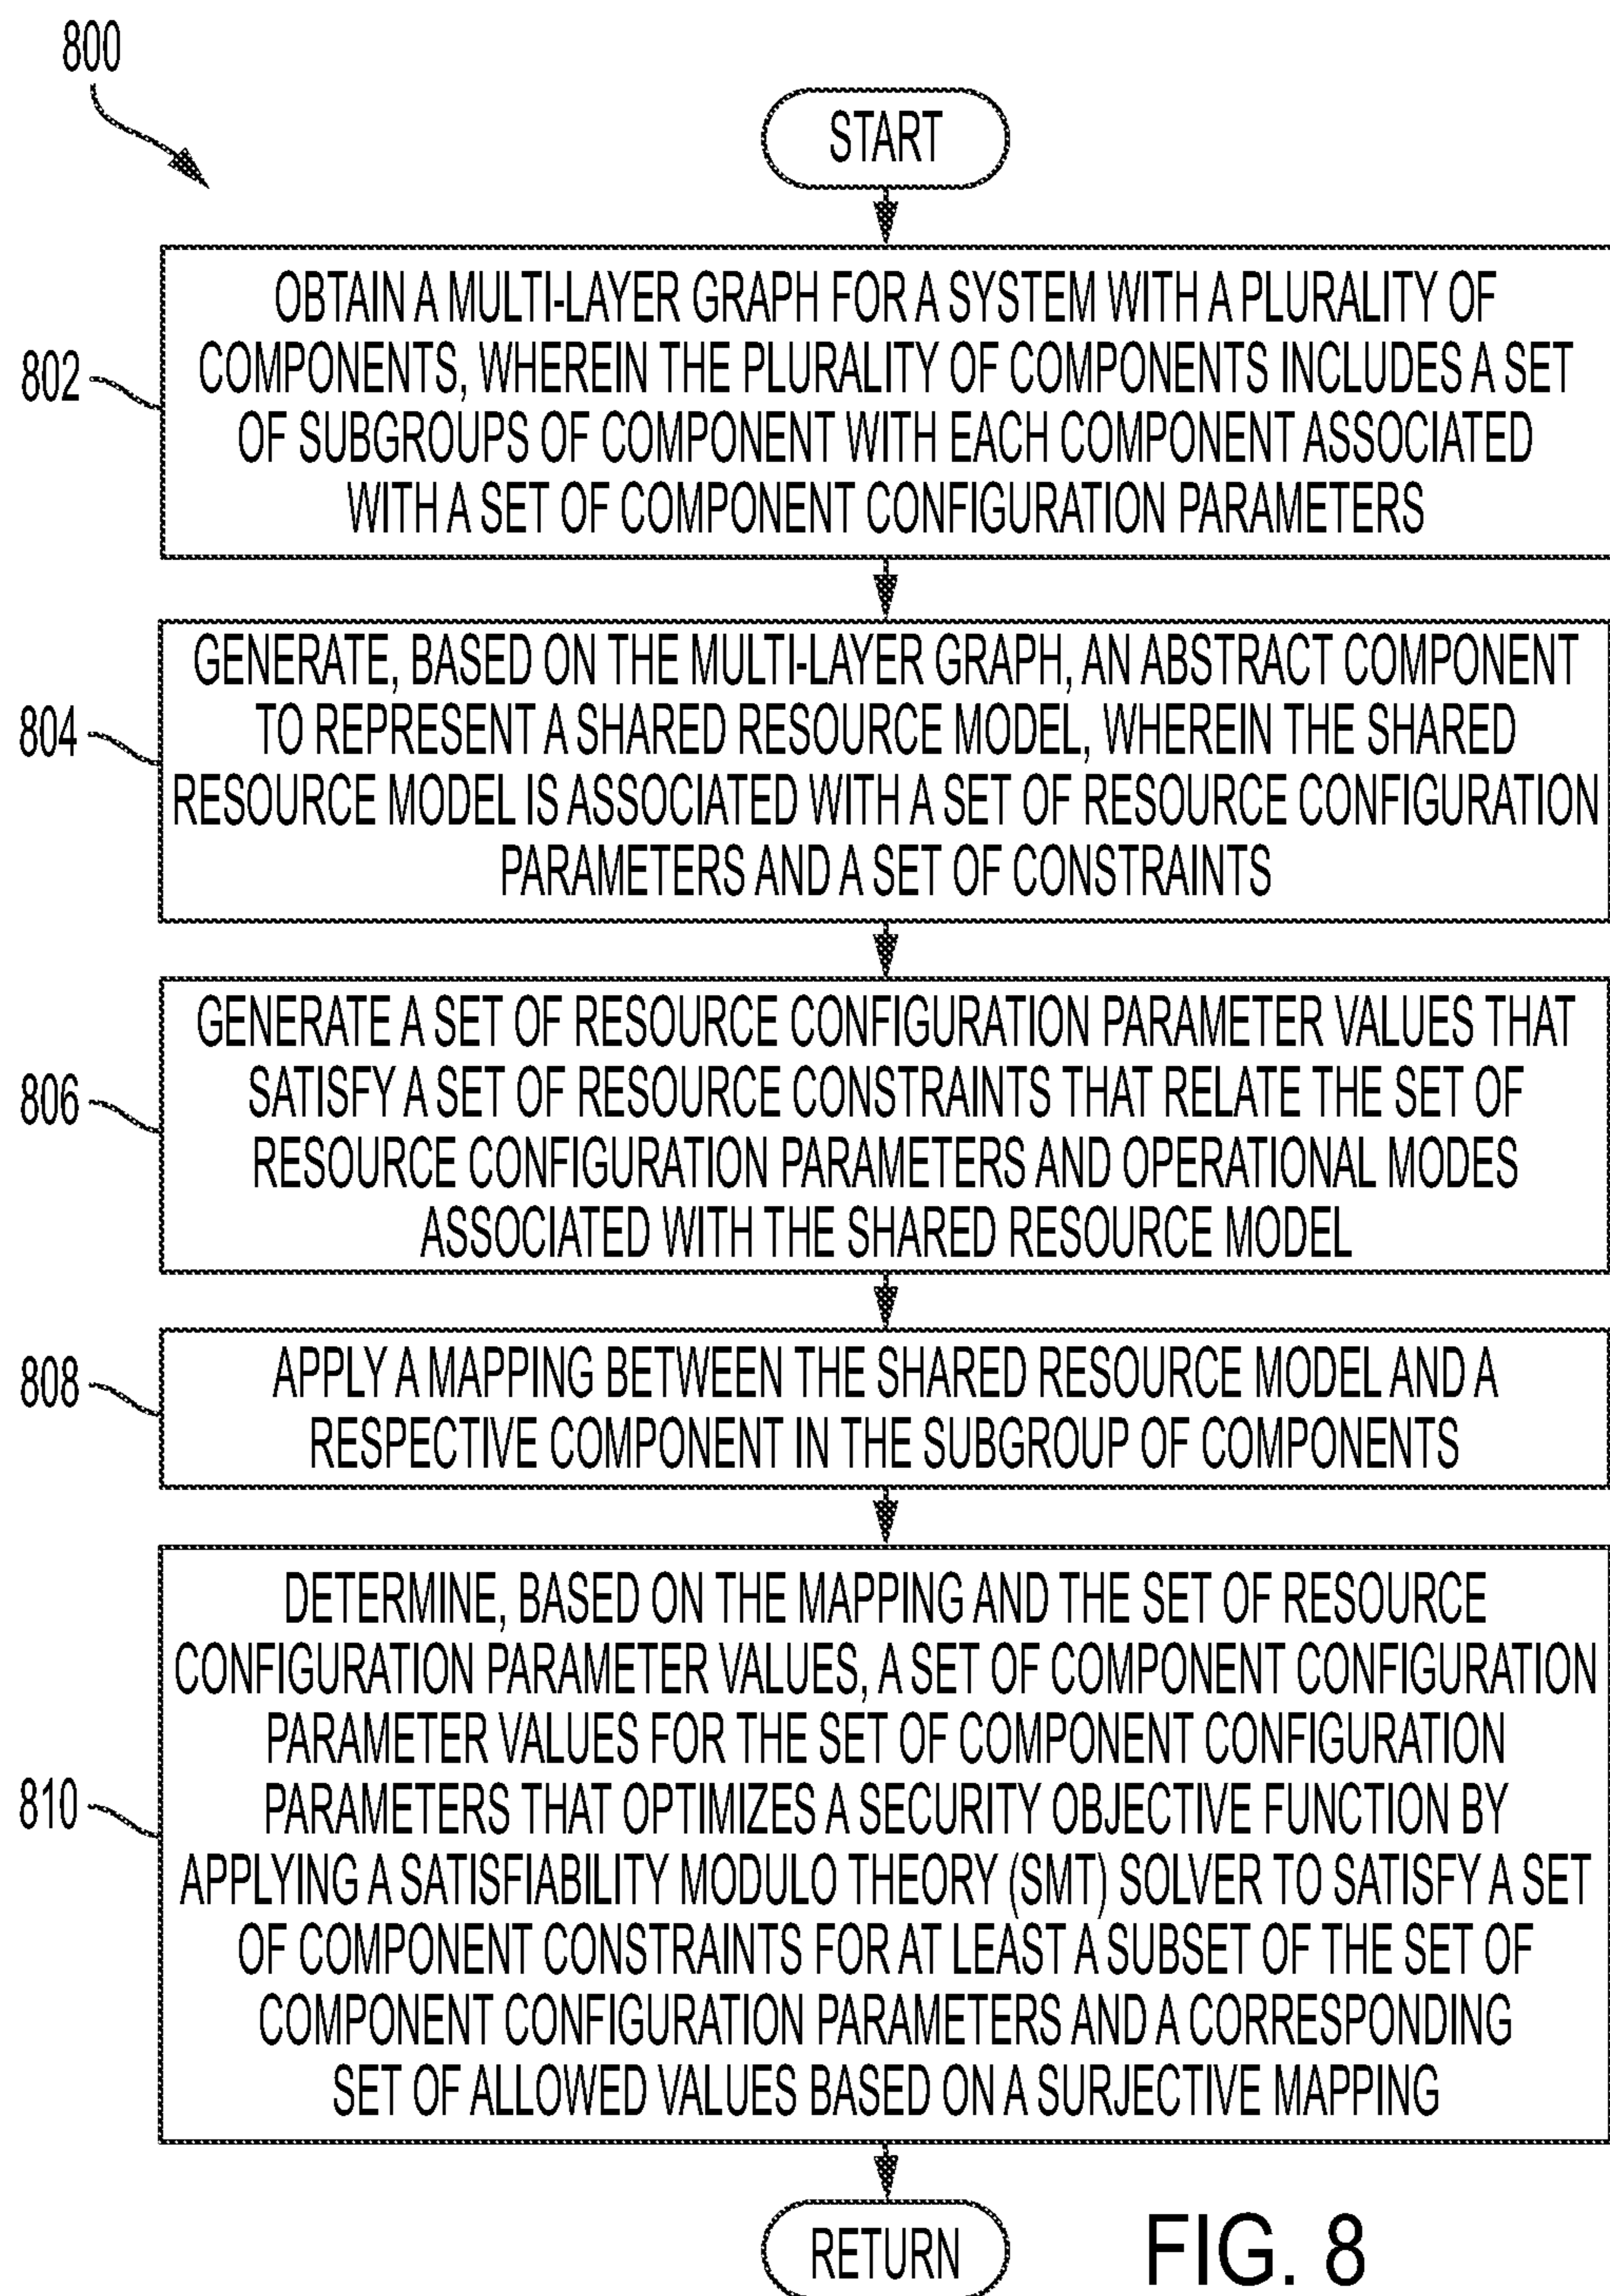 800
START
802
OBTAIN A MULTI-LAYER GRAPH FOR A SYSTEM WITH A PLURALITY OF
COMPONENTS, WHEREIN THE PLURALITY OF COMPONENTS INCLUDES A SET
OF SUBGROUPS OF COMPONENT WITH EACH COMPONENT ASSOCIATED
WITH A SET OF COMPONENT CONFIGURATION PARAMETERS
804
GENERATE, BASED ON THE MULTI-LAYER GRAPH, AN ABSTRACT COMPONENT
TO REPRESENT A SHARED RESOURCE MODEL, WHEREIN THE SHARED
RESOURCE MODEL IS ASSOCIATED WITH A SET OF RESOURCE CONFIGURATION
PARAMETERS AND A SET OF CONSTRAINTS
806
GENERATE A SET OF RESOURCE CONFIGURATION PARAMETER VALUES THAT
SATISFY A SET OF RESOURCE CONSTRAINTS THAT RELATE THE SET OF
RESOURCE CONFIGURATION PARAMETERS AND OPERATIONAL MODES
ASSOCIATED WITH THE SHARED RESOURCE MODEL
808
APPLY A MAPPING BETWEEN THE SHARED RESOURCE MODEL AND A
RESPECTIVE COMPONENT IN THE SUBGROUP OF COMPONENTS
810
DETERMINE, BASED ON THE MAPPING AND THE SET OF RESOURCE
CONFIGURATION PARAMETER VALUES, A SET OF COMPONENT CONFIGURATION
PARAMETER VALUES FOR THE SET OF COMPONENT CONFIGURATION
PARAMETERS THAT OPTIMIZES A SECURITY OBJECTIVE FUNCTION BY
APPLYING A SATISFIABILITY MODULO THEORY (SMT) SOLVER TO SATISFY A SET
OF COMPONENT CONSTRAINTS FOR AT LEAST A SUBSET OF THE SET OF
COMPONENT CONFIGURATION PARAMETERS AND A CORRESPONDING
SET OF ALLOWED VALUES BASED ON A SURJECTIVE MAPPING
RETURN
FIG. 8